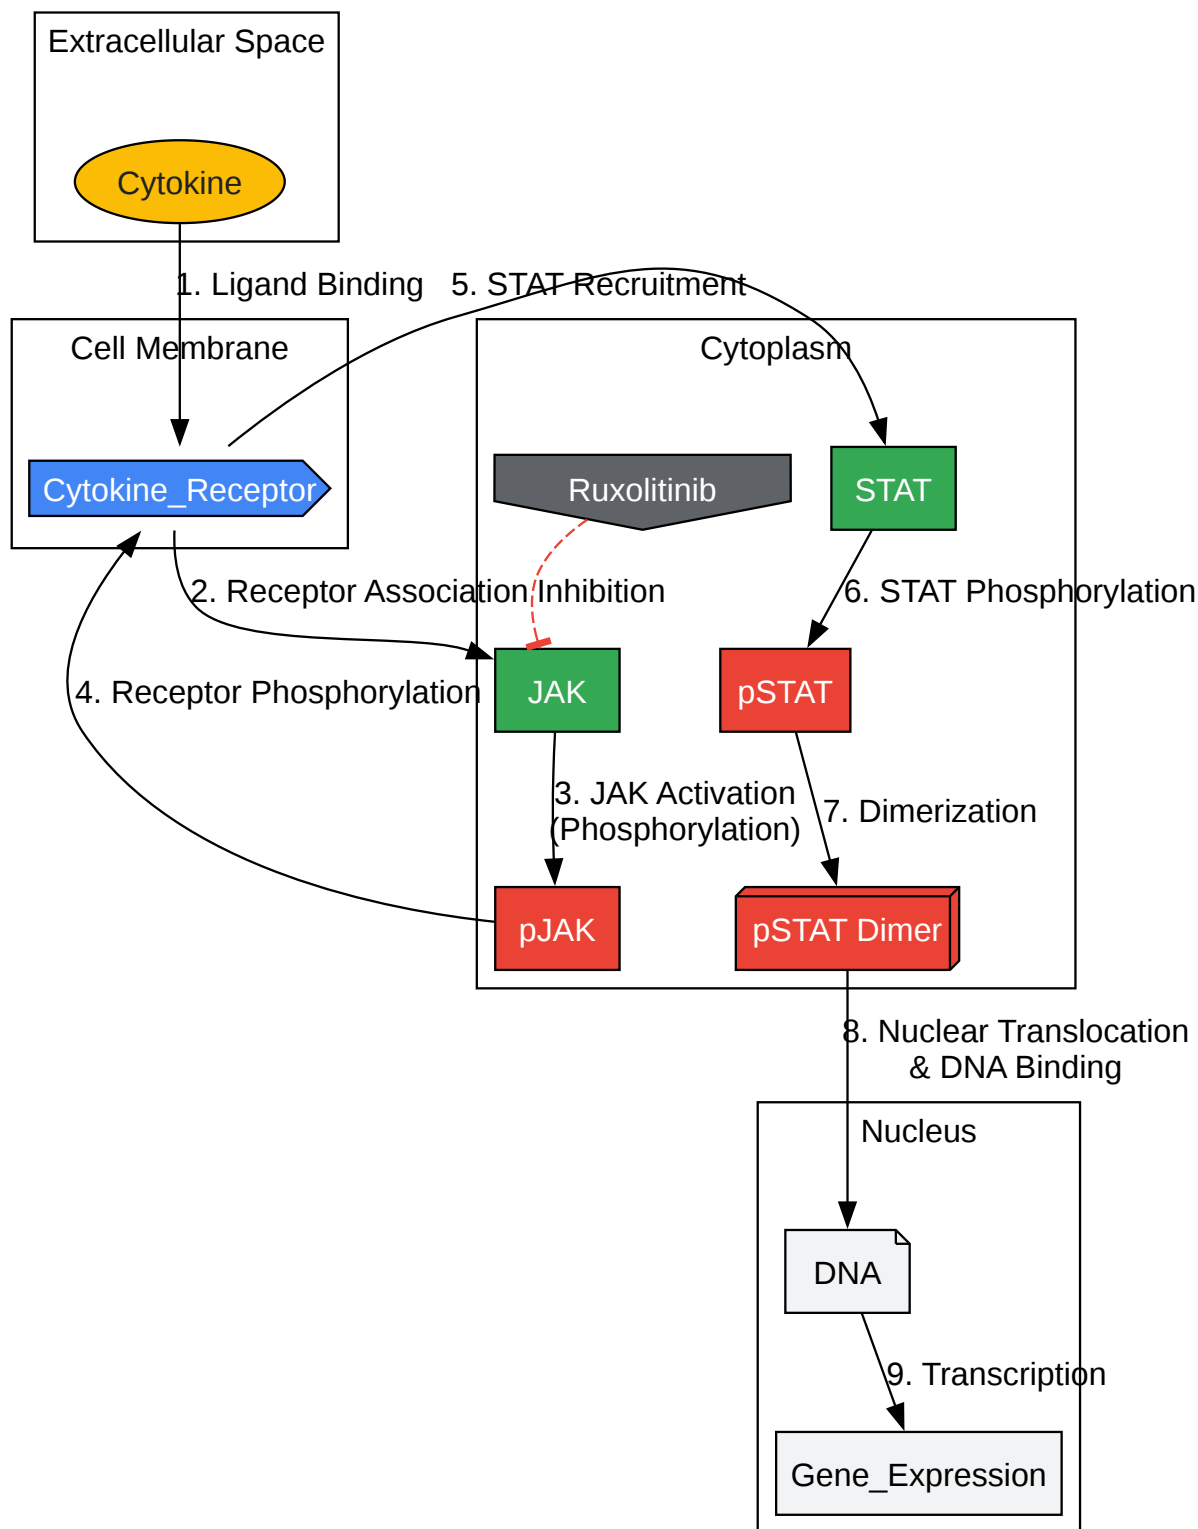 Extracellular Space
Cytokine
1. Ligand Binding
5. STAT Recruitment
Cell Membrane
Cytoplasm
Cytokine_Receptor
Ruxolitinib
STAT
2. Receptor Association
Inhibition
6. STAT Phosphorylation
4. Receptor Phosphorylation
JAK
pSTAT
3. JAK Activation
(Phosphorylation)
7. Dimerization
pJAK
pSTAT Dimer
8. Nuclear Translocation
& DNA Binding
Nucleus
DNA
9. Transcription
Gene_Expression